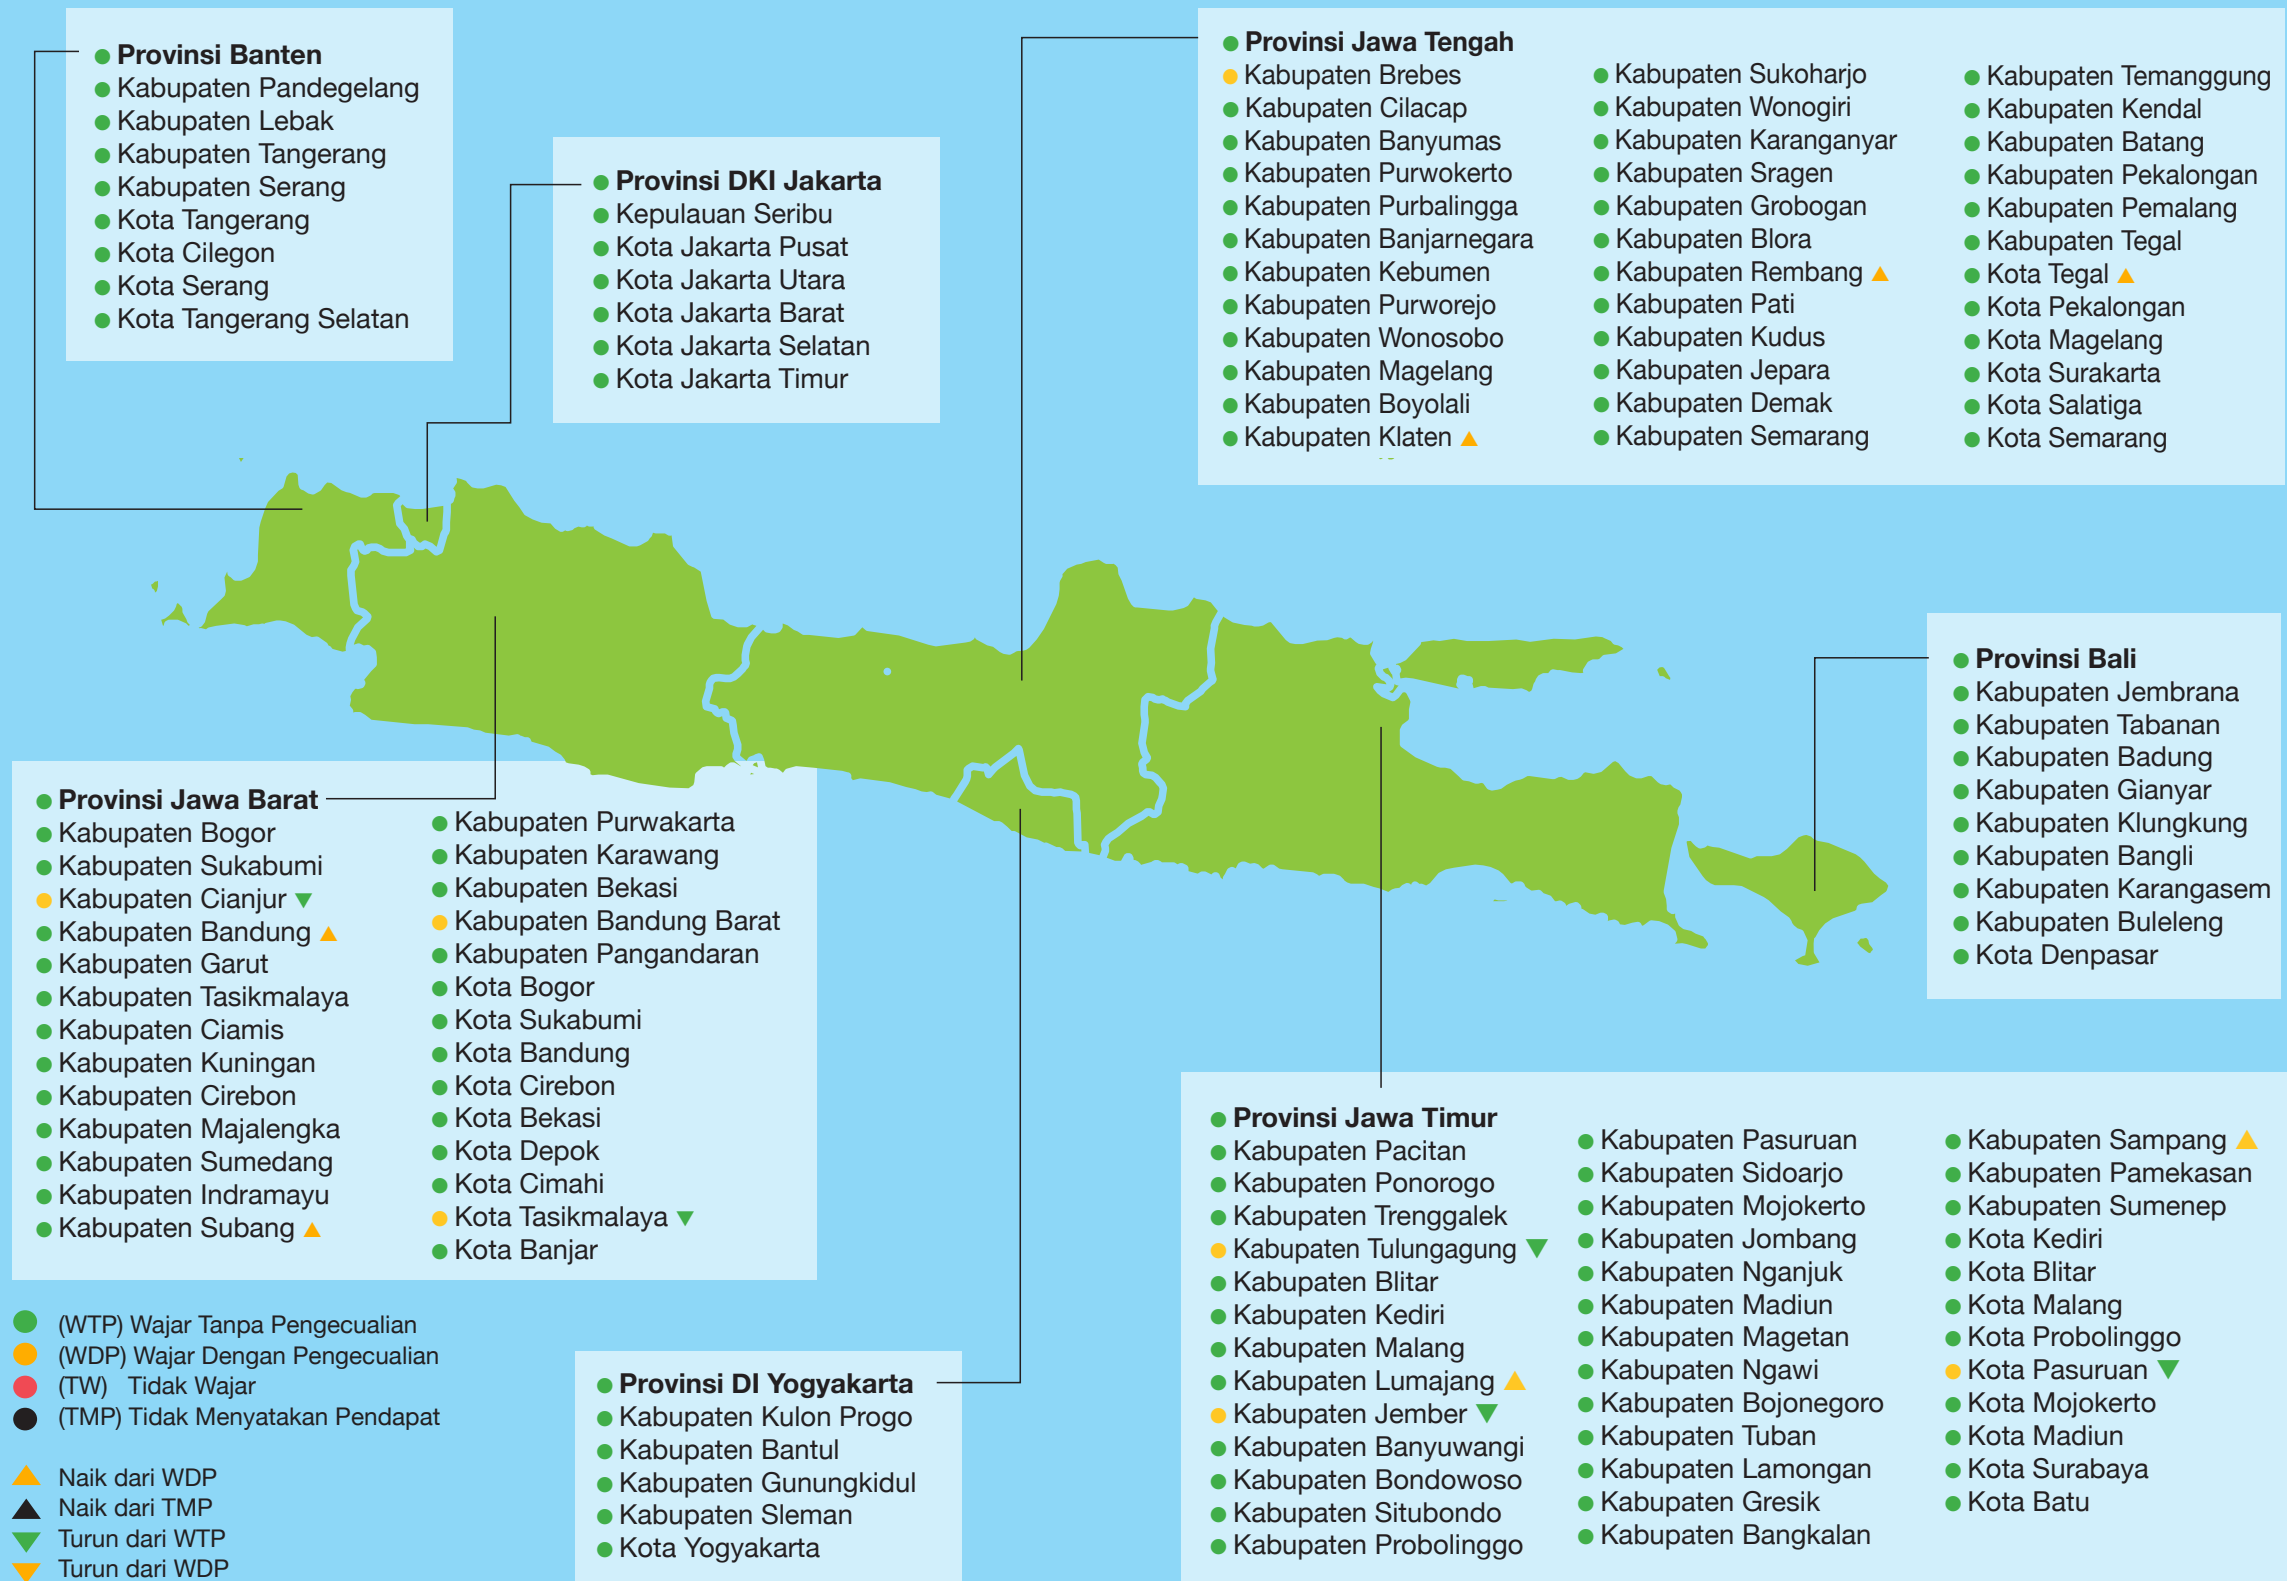 Provinsi Banten
Kabupaten Pandegelang
Kabupaten Lebak
Kabupaten Tangerang
Kabupaten Serang
Kota Tangerang
Kota Cilegon
Kota Serang
Kota Tangerang Selatan
Provinsi DKI Jakarta
Kepulauan Seribu
Kota Jakarta Pusat
Kota Jakarta Utara
Kota Jakarta Barat
Kota Jakarta Selatan
Kota Jakarta Timur
Provinsi Jawa Tengah
Kabupaten Brebes
Kabupaten Cilacap
Kabupaten Banyumas
Kabupaten Purwokerto
Kabupaten Purbalingga
Kabupaten Banjarnegara
Kabupaten Kebumen
Kabupaten Purworejo
Kabupaten Wonosobo
Kabupaten Magelang
Kabupaten Boyolali
Kabupaten Klaten
Kabupaten Sukoharjo
Kabupaten Wonogiri
Kabupaten Karanganyar
Kabupaten Sragen
Kabupaten Grobogan
Kabupaten Blora
Kabupaten Rembang
Kabupaten Pati
Kabupaten Kudus
Kabupaten Jepara
Kabupaten Demak
Kabupaten Semarang
Kabupaten Temanggung
Kabupaten Kendal
Kabupaten Batang
Kabupaten Pekalongan
Kabupaten Pemalang
Kabupaten Tegal
Kota Tegal
Kota Pekalongan
Kota Magelang
Kota Surakarta
Kota Salatiga
Kota Semarang
Provinsi Bali
Kabupaten Jembrana
Kabupaten Tabanan
Kabupaten Badung
Kabupaten Gianyar
Kabupaten Klungkung
Kabupaten Bangli
Kabupaten Karangasem
Kabupaten Buleleng
Kota Denpasar
Provinsi Jawa Barat
Kabupaten Bogor
Kabupaten Sukabumi
Kabupaten Cianjur
Kabupaten Bandung
Kabupaten Garut
Kabupaten Tasikmalaya
Kabupaten Ciamis
Kabupaten Kuningan
Kabupaten Cirebon
Kabupaten Majalengka
Kabupaten Sumedang
Kabupaten Indramayu
Kabupaten Subang
Kabupaten Purwakarta
Kabupaten Karawang
Kabupaten Bekasi
Kabupaten Bandung Barat
Kabupaten Pangandaran
Kota Bogor
Kota Sukabumi
Kota Bandung
Kota Cirebon
Kota Bekasi
Kota Depok
Kota Cimahi
Kota Tasikmalaya
Kota Banjar
Provinsi Jawa Timur
Kabupaten Pacitan
Kabupaten Ponorogo
Kabupaten Trenggalek
Kabupaten Tulungagung
Kabupaten Blitar
Kabupaten Kediri
Kabupaten Malang
Kabupaten Lumajang
Kabupaten Jember
Kabupaten Banyuwangi
Kabupaten Bondowoso
Kabupaten Situbondo
Kabupaten Probolinggo
Kabupaten Pasuruan
Kabupaten Sidoarjo
Kabupaten Mojokerto
Kabupaten Jombang
Kabupaten Nganjuk
Kabupaten Madiun
Kabupaten Magetan
Kabupaten Ngawi
Kabupaten Bojonegoro
Kabupaten Tuban
Kabupaten Lamongan
Kabupaten Gresik
Kabupaten Bangkalan
Kabupaten Sampang
Kabupaten Pamekasan
Kabupaten Sumenep
Kota Kediri
Kota Blitar
Kota Malang
Kota Probolinggo
Kota Pasuruan
Kota Mojokerto
Kota Madiun
Kota Surabaya
Kota Batu
Provinsi DI Yogyakarta
Kabupaten Kulon Progo
Kabupaten Bantul
Kabupaten Gunungkidul
Kabupaten Sleman
Kota Yogyakarta
(WTP) Wajar Tanpa Pengecualian
(WDP) Wajar Dengan Pengecualian
(TW) Tidak Wajar
(TMP) Tidak Menyatakan Pendapat
Naik dari WDP
Naik dari TMP
Turun dari WTP
Turun dari WDP